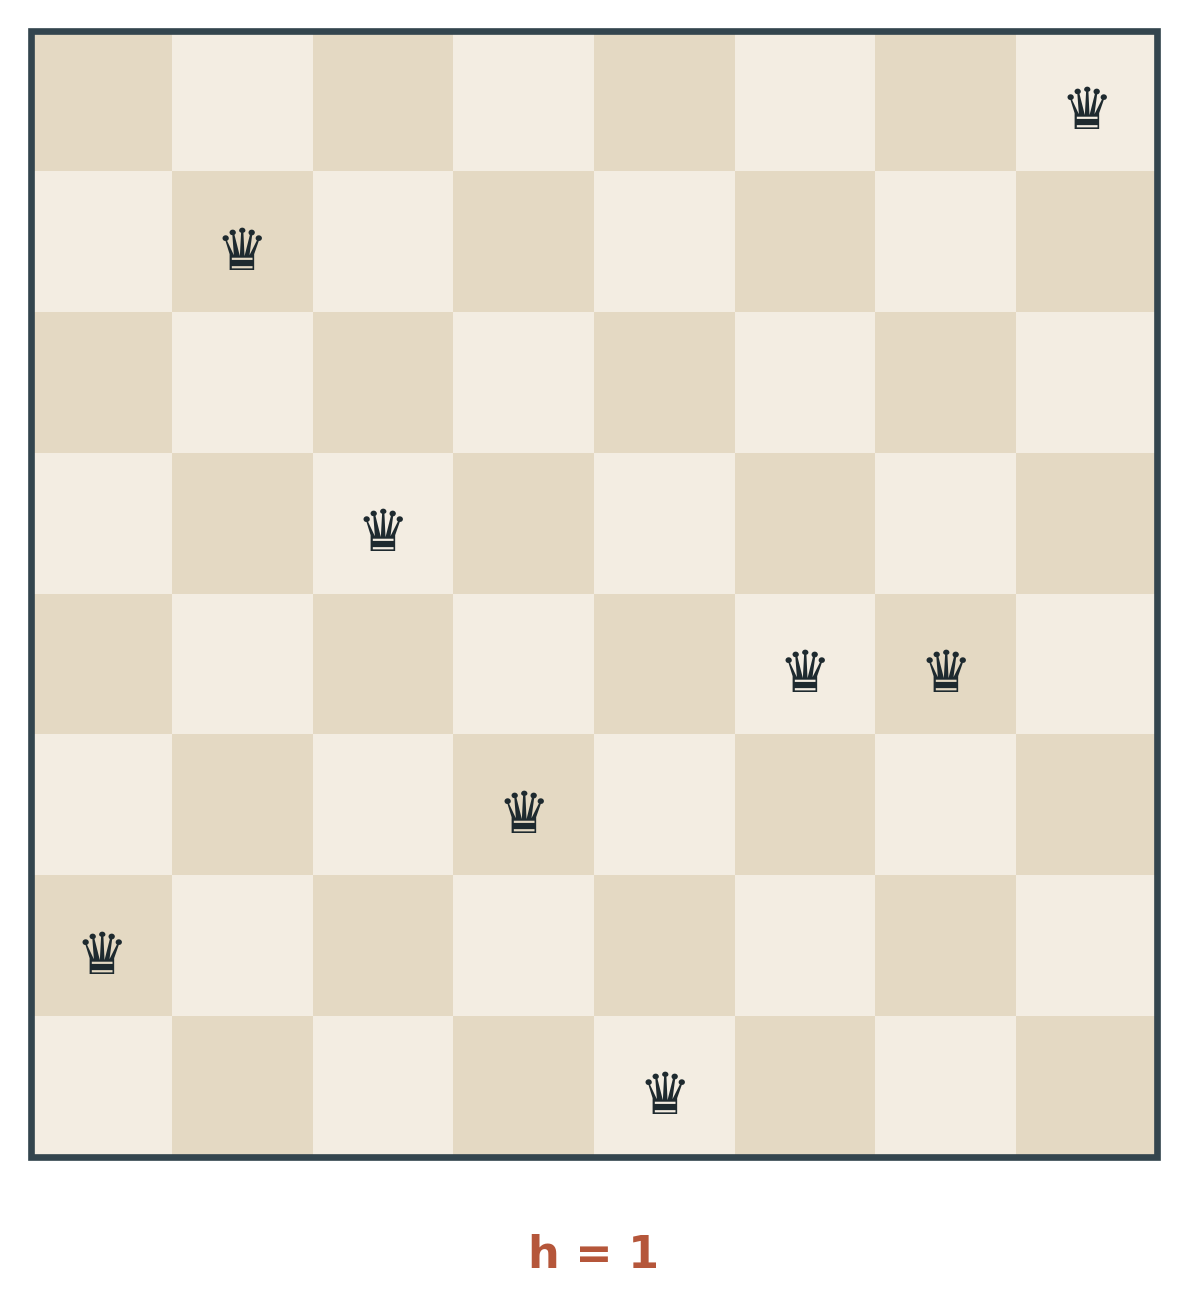 h = 1